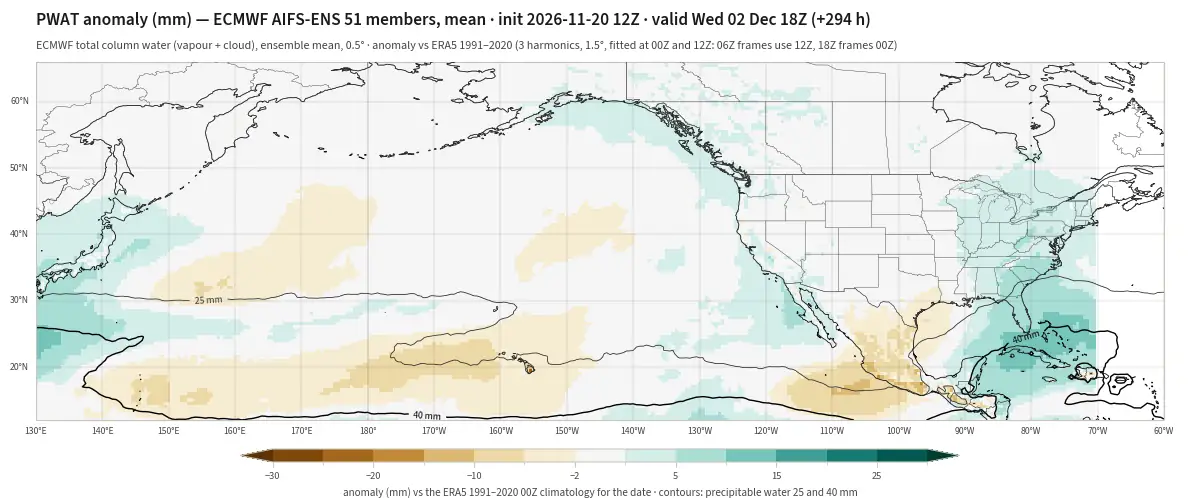 PWAT anomaly (mm) — ECMWF AIFS-ENS 51 members, mean · init 2026-11-20 12Z · valid Wed 02 Dec 18Z (+294 h)
ECMWF total column water (vapour + cloud), ensemble mean, 0.5° · anomaly vs ERA5 1991–2020 (3 harmonics, 1.5°, fitted at 00Z and 12Z: 06Z frames use 12Z, 18Z frames 00Z)
60°N
50°N
40°N
30°N
20°N
25 mm
40 mm
40 mm
130°E 140°E 150°E 160°E 170°E 180° 170°W 160°W 150°W 140°W 130°W 120°W 110°W 100°W 90°W 80°W 70°W 60°W
−30 −20 −10 −2 5 15 25
anomaly (mm) vs the ERA5 1991–2020 00Z climatology for the date · contours: precipitable water 25 and 40 mm